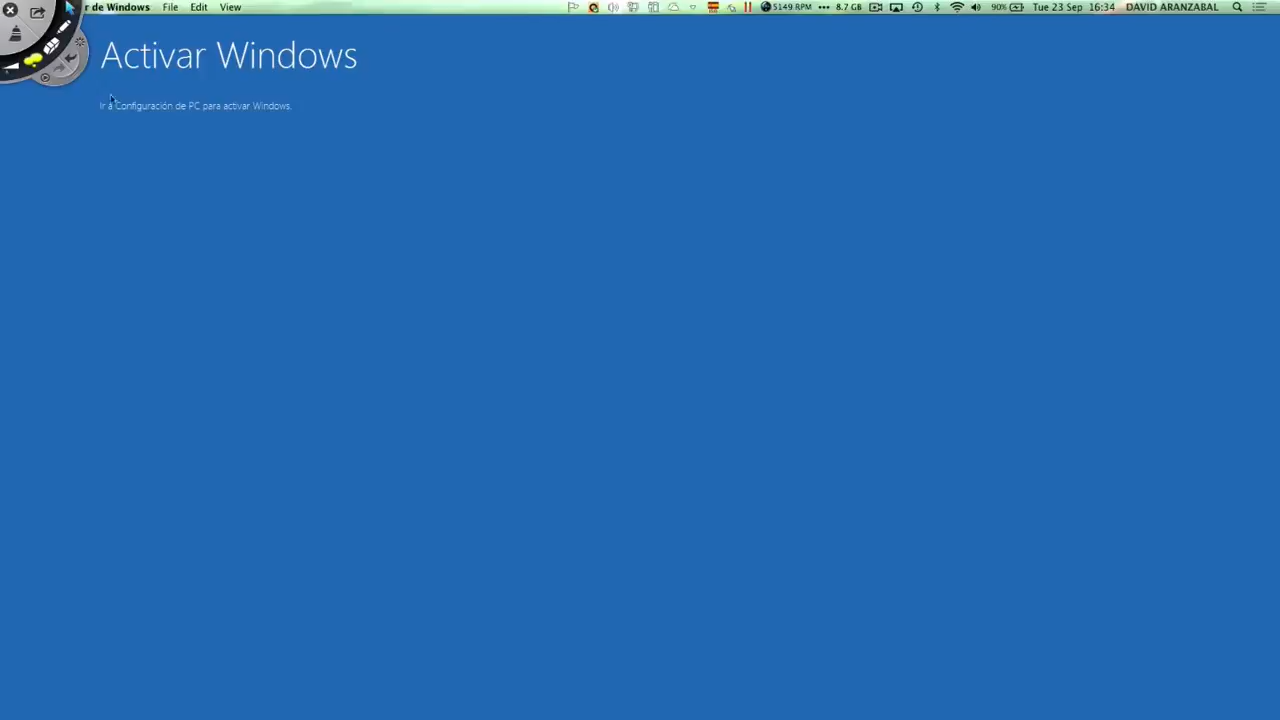 r de Windows File Edit View 5149 RPM 8.7 GB 90% Tue 23 Sep 16:34 DAVID ARANZABAL
Activar Windows
Ir a Configuración de PC para activar Windows.